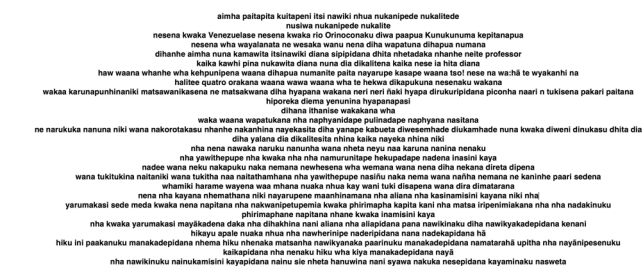 aimha paitapita kuitapeni itsi nawiki nhua nukanipede nukalitede
nusiwa nukanipede nukalite
nesena kwaka Venezuelase nesena kwaka rio Orinoconaku diwa paapua Kunukunuma kepitanapua
nesena wha wayalanata ne wesaka wanu nena diha wapatuna dihapua numana
dihanhe aimha nuna kamawita itsinawiki diana sipipidana dhita nhetadaka nhanhe neite professor
kaika kawhi pina nukawita diana nuna dia dikalitena kaika nese ia hita diana
haw waana whanhe wha kehpunipena waana dihapua numanite paita nayarupe kasape waana tso! nese na wa:hã te wyakanhi na
halitee quatro orakana waana wawa waana wha te hekwa dikapukuna nesenaku wakana
wakaa karunapunhinaniki matsawanikasena ne matsakwana diha hyapana wakana neri neri ñaki hyapa dirukuripidana piconha naari n tukisena pakari paitana
hiporeka diema yenunina hyapanapasi
dihana ithanise wakakana wha
wakana waana wapatukana nha naphyanidape pulinadape naphyana nasitana
ne narukuka nanuna niki wana nakorotakasu nhanhe nakanhina nayekasita diha yanape kabueta diwesemhade diukamhade nuna kwaka diweni dinukasu dhita dia
diha yalana dia dikalitesita nhina kaika nayeka nhina niki
nha nena nawaka naruku nanunha wana nheta neyu naa karuna nanina nenaku
nha yawithepupe nha kwaka nha nha namurunitape hekupadape nadena inasini kaya
nadee wana neku nakapuku naka nemana newhesena wha wemana wana nena diha nekana direta dipena
wana tukitukina naitaniki wana tukitha naa naitathamhana nha yawithepupe nasiñu naka nema wana nañha nemana ne kaninhe paari sedena
whamiki harame wayena waa mhana nuaka nhua kay wani tuki disapena wana dira dimatarana
nena nha kayana nhemathana niki nayarupene maanhinamana nha aliana nha kasinamisini kayana niki nha
yarumakasi sede meda kweka nena napitana nha nakwanipetupemia kwaka phirimapha kapita kani nha matsa iripenimiakana nha nha nadakinuku
phirimaphane napitana nhane kwaka inamisini kaya
nha kwaka yarumakasi mayãkadena daka nha dihakhina nani aliana nha aliapidana pana nawikinaku diha nawikyakadepidana kenani
hikayu apale nuaka nhua nha nawherinipe naderipidana nana nadekapidana hã
hiku ini paakanuku manakadepidana nhema hiku nhenaka matsanha nawikyanaka paarinuku manakadepidana namatarahã upitha nha nayãnipesenuku
kaikapidana nha nenaku hiku wha kiya manakadepidana nayã
nha nawikinuku nainukamisini kayapidana nainu sie nheta hanuwina nani syawa nakuka nesepidana kayaminaku nasweta